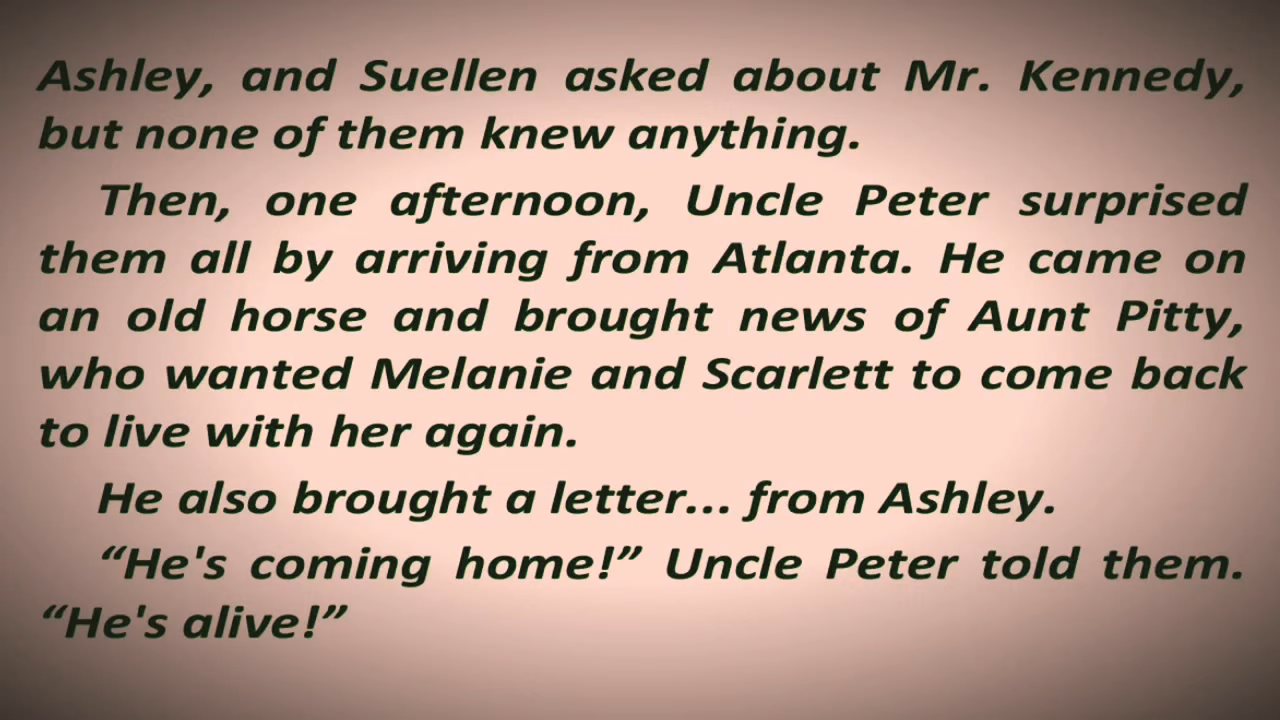 Ashley, and Suellen asked about Mr. Kennedy,
but none of them knew anything.
Then, one afternoon, Uncle Peter surprised
them all by arriving from Atlanta. He came on
an old horse and brought news of Aunt Pitty,
who wanted Melanie and Scarlett to come back
to live with her again.
He also brought a letter... from Ashley.
“He's coming home!” Uncle Peter told them.
“He's alive!”